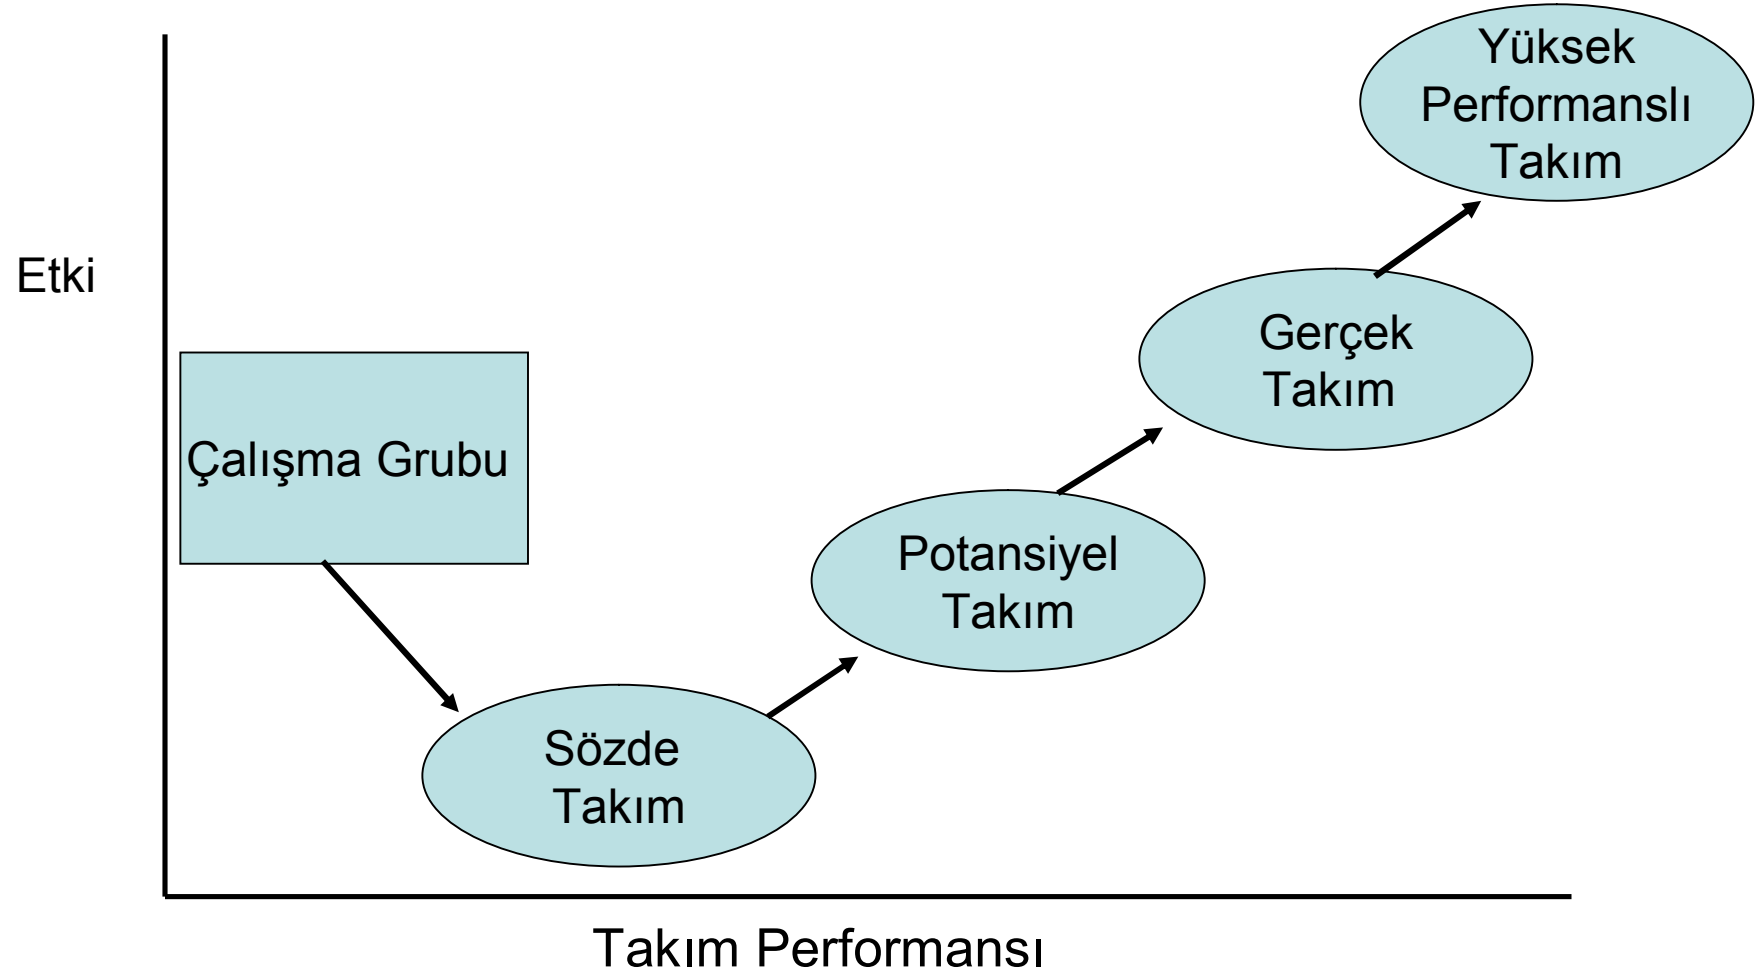 Yüksek
Performanslı
Takım
Etki
Gerçek
Takım
Çalışma Grubu
Potansiyel
Takım
Sözde
Takım
Takım Performansı